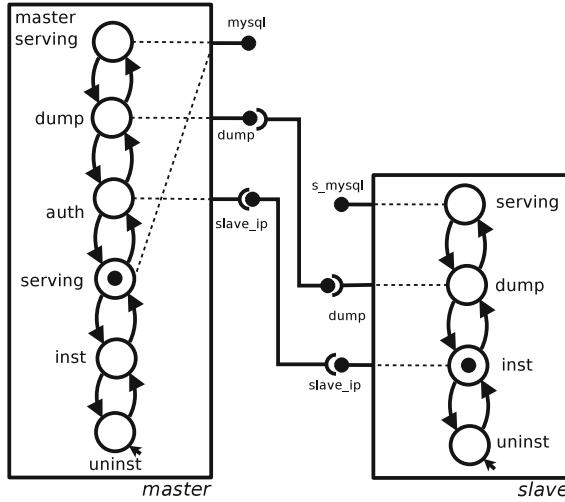 master
serving
mysql
dump
dump
s_mysql
serving
auth
slave_ip
serving
dump
dump
inst
inst
slave_ip
uninst
uninst
master
slave